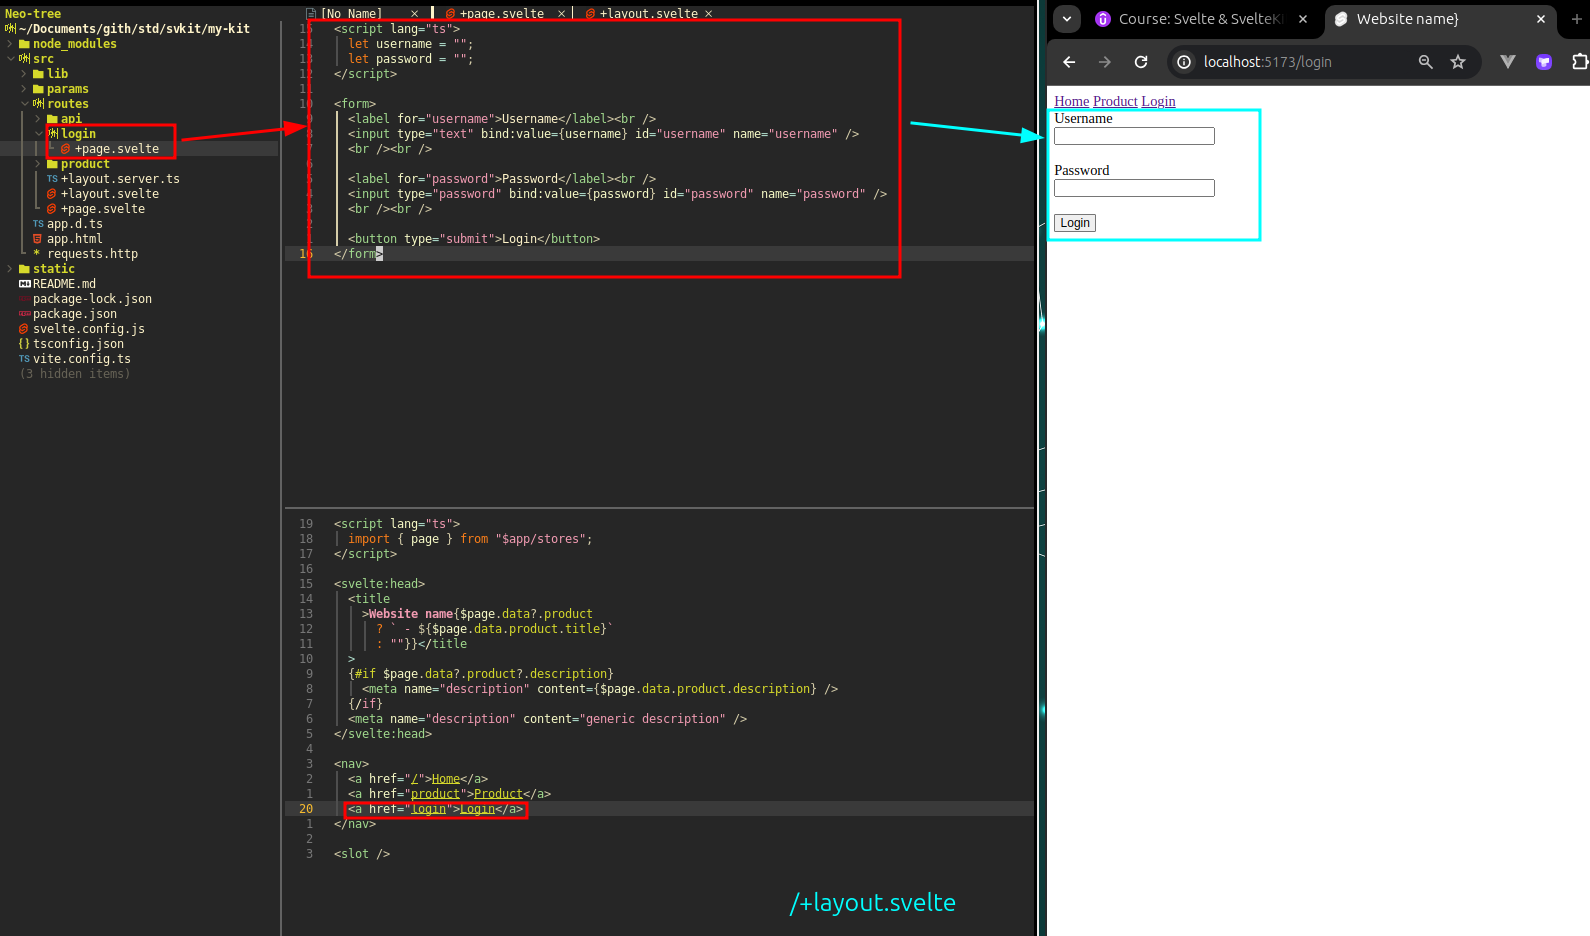 Neo-tree
~/Documents/gith/std/svkit/my-kit
node_modules
src
lib
params
routes
api
login
+page.svelte
product
+layout.server.ts
+layout.svelte
+page.svelte
app.d.ts
app.html
requests.http
static
README.md
package-lock.json
package.json
svelte.config.js
tsconfig.json
vite.config.ts
(3 hidden items)
[No Name] × +page.svelte × +layout.svelte ×
15 <script lang="ts">
14 let username = "";
13 let password = "";
12 </script>
11
10 <form>
9 <label for="username">Username</label><br />
8 <input type="text" bind:value={username} id="username" name="username" />
7 <br /><br />
6
5 <label for="password">Password</label><br />
4 <input type="password" bind:value={password} id="password" name="password" />
3 <br /><br />
2
1 <button type="submit">Login</button>
16 </form>
19 <script lang="ts">
18 import { page } from "$app/stores";
17 </script>
16
15 <svelte:head>
14 <title
13 >Website name{$page.data?.product
12 ? ` - ${$page.data.product.title}`
11 : ""}}</title
10 >
9 {#if $page.data?.product?.description}
8 <meta name="description" content={$page.data.product.description} />
7 {/if}
6 <meta name="description" content="generic description" />
5 </svelte:head>
4
3 <nav>
2 <a href="/">Home</a>
1 <a href="product">Product</a>
20 <a href="login">Login</a>
1 </nav>
2
3 <slot />
/+layout.svelte
Course: Svelte & SvelteKi × Website name} ×
localhost:5173/login
Home Product Login
Username
Password
Login